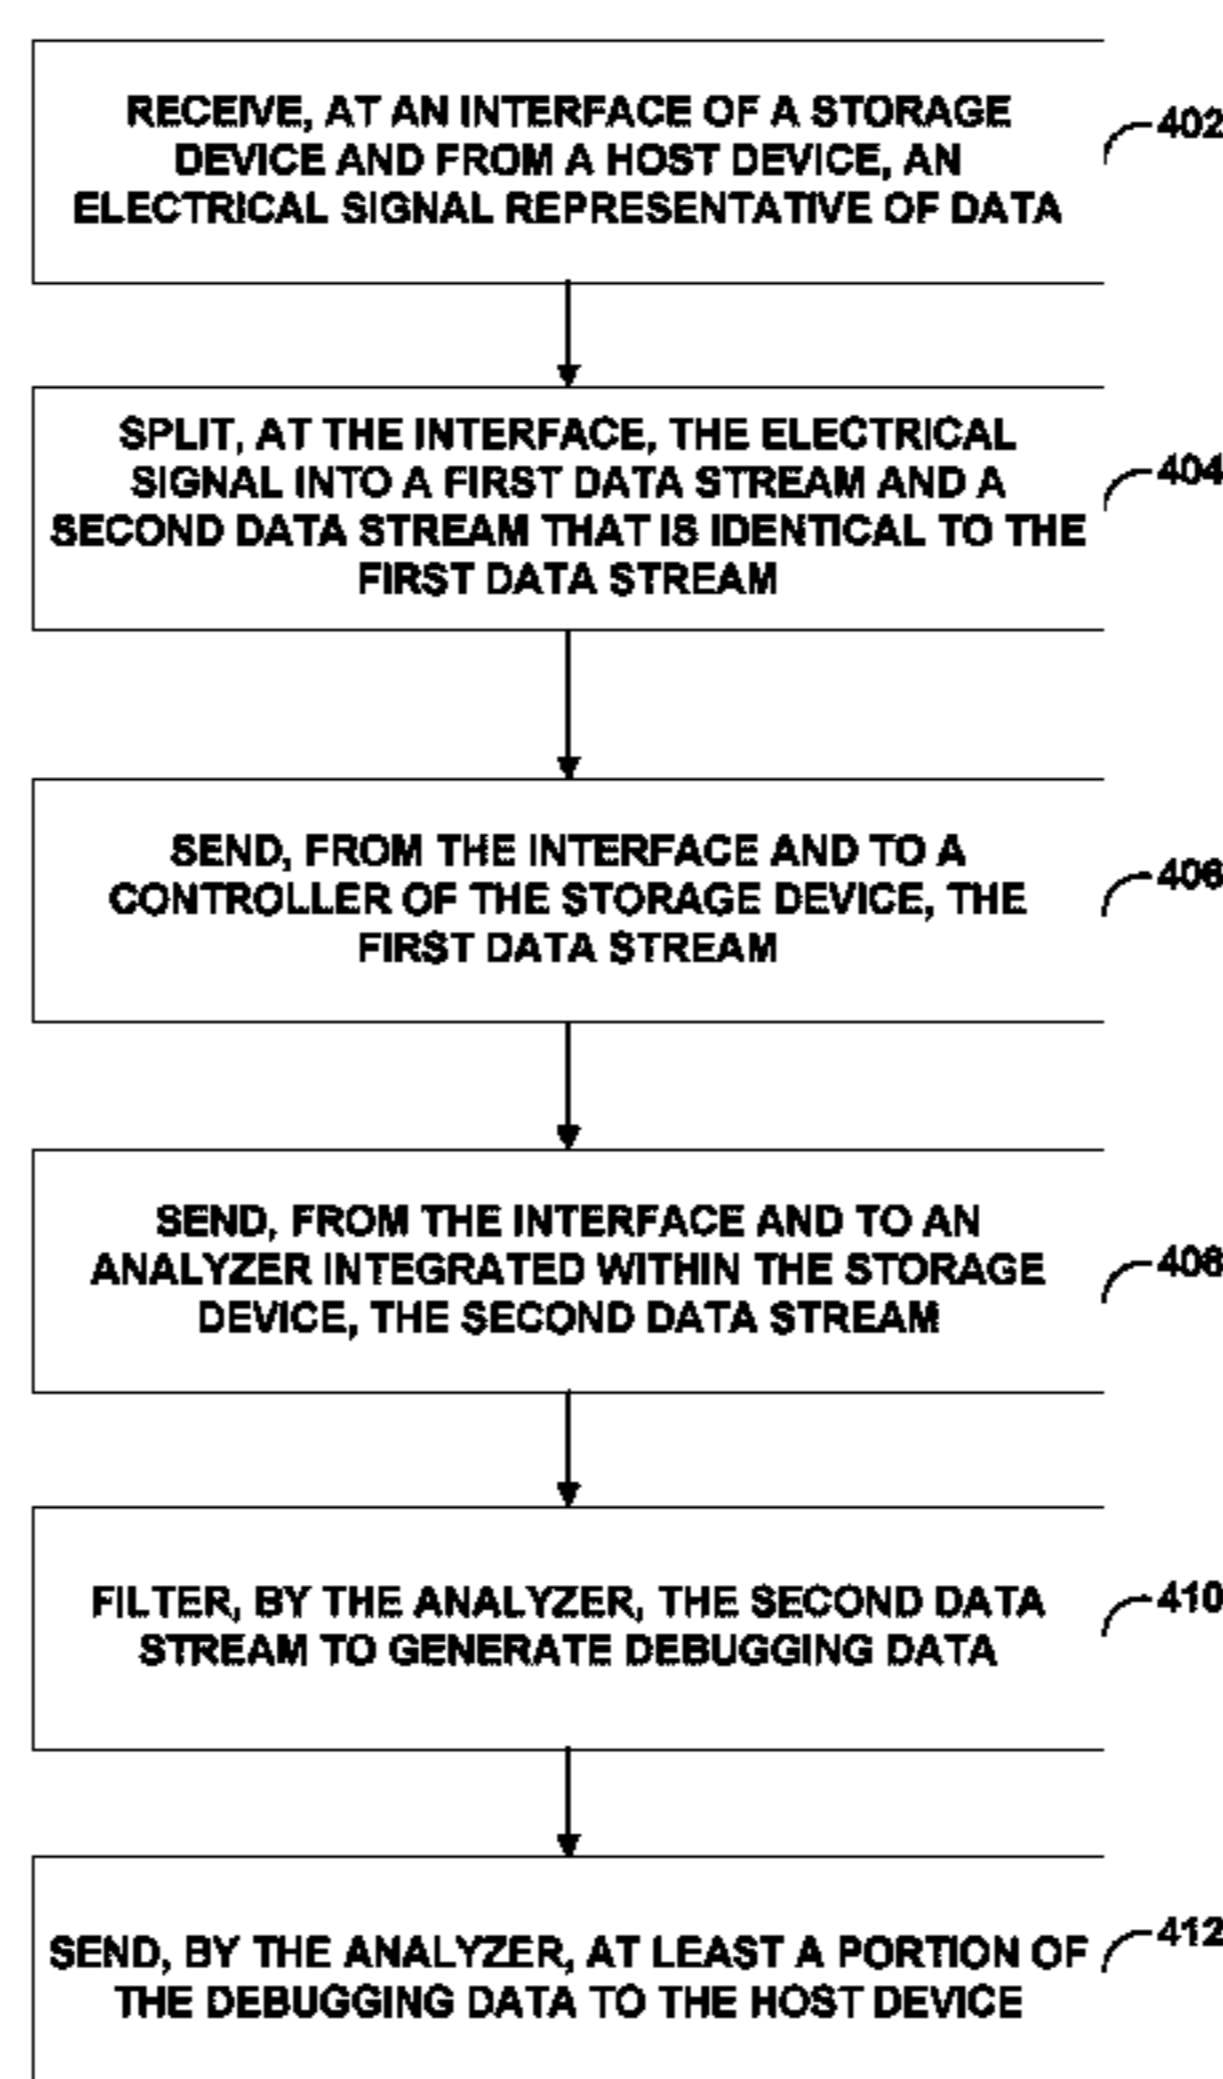 RECEIVE, AT AN INTERFACE OF A STORAGE
DEVICE AND FROM A HOST DEVICE, AN
ELECTRICAL SIGNAL REPRESENTATIVE OF DATA
402
SPLIT, AT THE INTERFACE, THE ELECTRICAL
SIGNAL INTO A FIRST DATA STREAM AND A
SECOND DATA STREAM THAT IS IDENTICAL TO THE
FIRST DATA STREAM
404
SEND, FROM THE INTERFACE AND TO A
CONTROLLER OF THE STORAGE DEVICE, THE
FIRST DATA STREAM
406
SEND, FROM THE INTERFACE AND TO AN
ANALYZER INTEGRATED WITHIN THE STORAGE
DEVICE, THE SECOND DATA STREAM
408
FILTER, BY THE ANALYZER, THE SECOND DATA
STREAM TO GENERATE DEBUGGING DATA
410
SEND, BY THE ANALYZER, AT LEAST A PORTION OF
THE DEBUGGING DATA TO THE HOST DEVICE
412